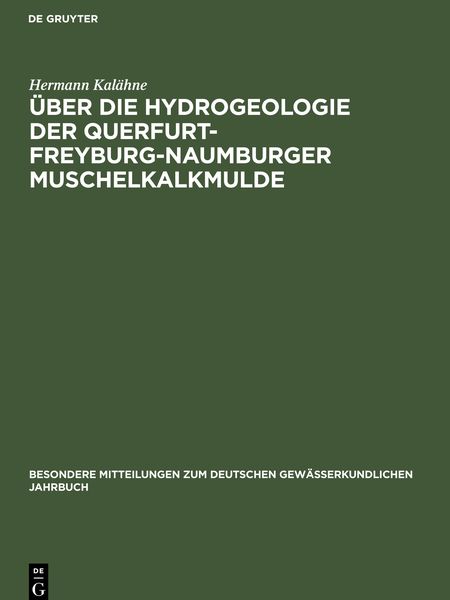 DE GRUYTER
Hermann Kalähne
ÜBER DIE HYDROGEOLOGIE
DER QUERFURT-
FREYBURG-NAUMBURGER
MUSCHELKALKMULDE
BESONDERE MITTEILUNGEN ZUM DEUTSCHEN GEWÄSSERKUNDLICHEN
JAHRBUCH
DE
G